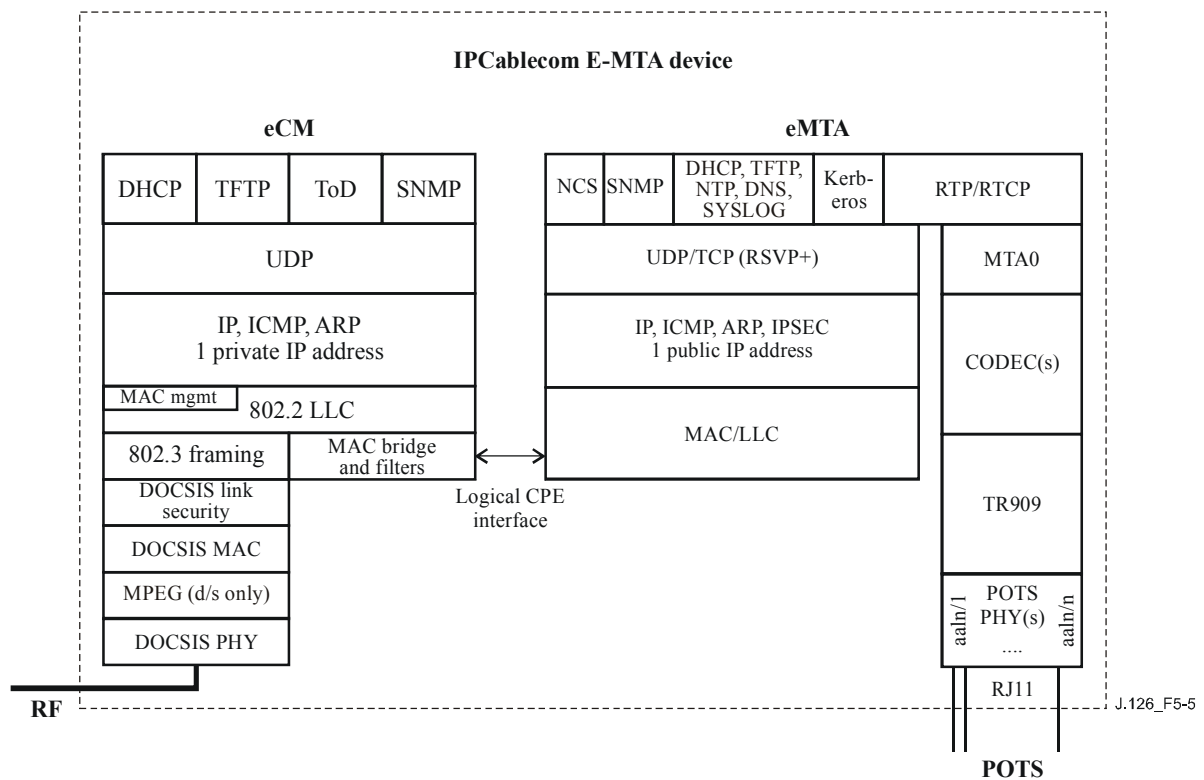 IPCablecom E-MTA device
eCM
eMTA
DHCP
TFTP
ToD
SNMP
NCS
SNMP
DHCP, TFTP,
NTP, DNS,
SYSLOG
Kerb-
eros
RTP/RTCP
UDP
UDP/TCP (RSVP+)
MTA0
IP, ICMP, ARP
1 private IP address
IP, ICMP, ARP, IPSEC
1 public IP address
CODEC(s)
MAC mgmt
802.2 LLC
MAC/LLC
802.3 framing
MAC bridge
and filters
Logical CPE
interface
DOCSIS link
security
TR909
DOCSIS MAC
MPEG (d/s only)
DOCSIS PHY
aaln/1
POTS
PHY(s)
....
aaln/n
RJ11
RF
J.126_F5-5
POTS